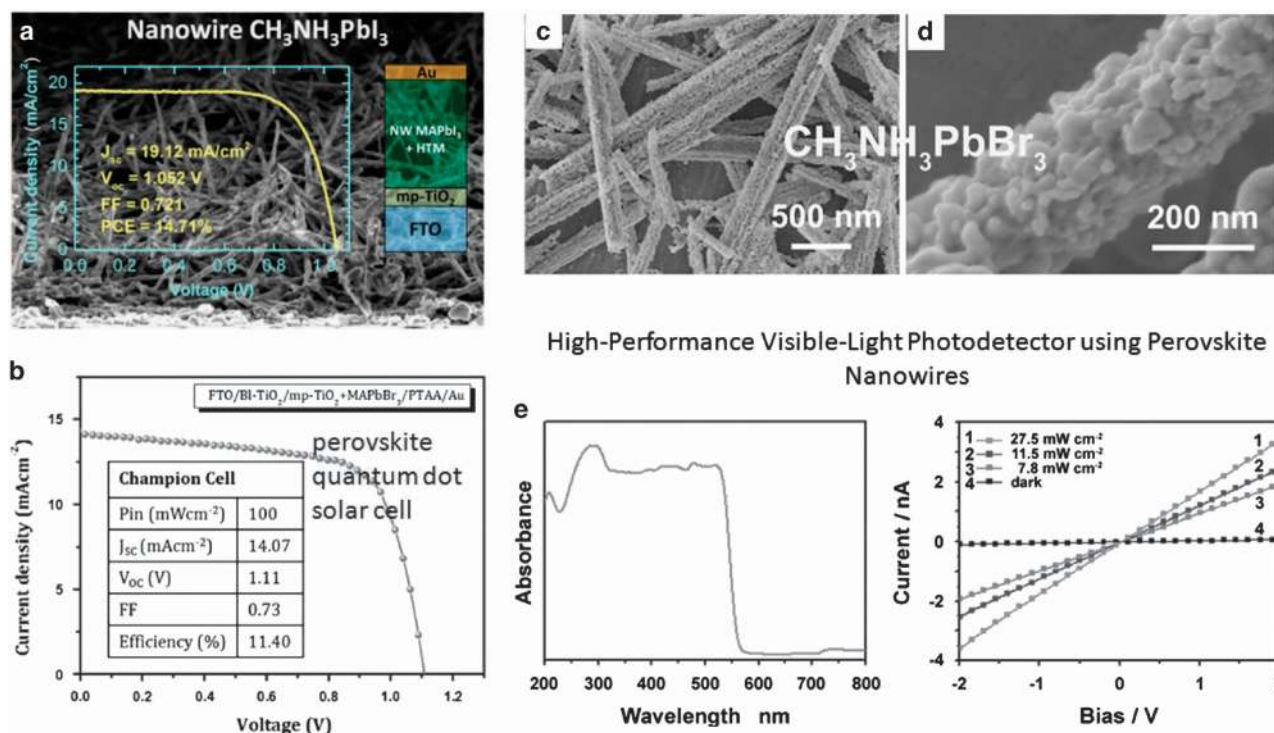 a
Nanowire CH₃NH₃PbI₃
Current density (mA/cm²)
20
15
10
5
0
J_sc = 19.12 mA/cm²
V_oc = 1.052 V
FF = 0.721
PCE = 14.71%
0.0 0.2 0.4 0.6 0.8 1.0
Voltage (V)
Au
NW MAPbI₃
+ HTM
mp-TiO₂
FTO
c
d
CH₃NH₃PbBr₃
500 nm
200 nm
b
FTO/Bl-TiO₂/mp-TiO₂+MAPbBr₃/PTAA/Au
Current density (mAcm⁻²)
15
10
5
0
perovskite
quantum dot
solar cell
Champion Cell
Pin (mWcm⁻²) 100
J_SC (mAcm⁻²) 14.07
V_OC (V) 1.11
FF 0.73
Efficiency (%) 11.40
0.0 0.2 0.4 0.6 0.8 1.0 1.2
Voltage (V)
High-Performance Visible-Light Photodetector using Perovskite
Nanowires
e
Absorbance
200 300 400 500 600 700 800
Wavelength nm
Current / nA
4
2
0
-2
-4
1 27.5 mW cm⁻²
2 11.5 mW cm⁻²
3 7.8 mW cm⁻²
4 dark
1
2
3
4
-2 -1 0 1
Bias / V